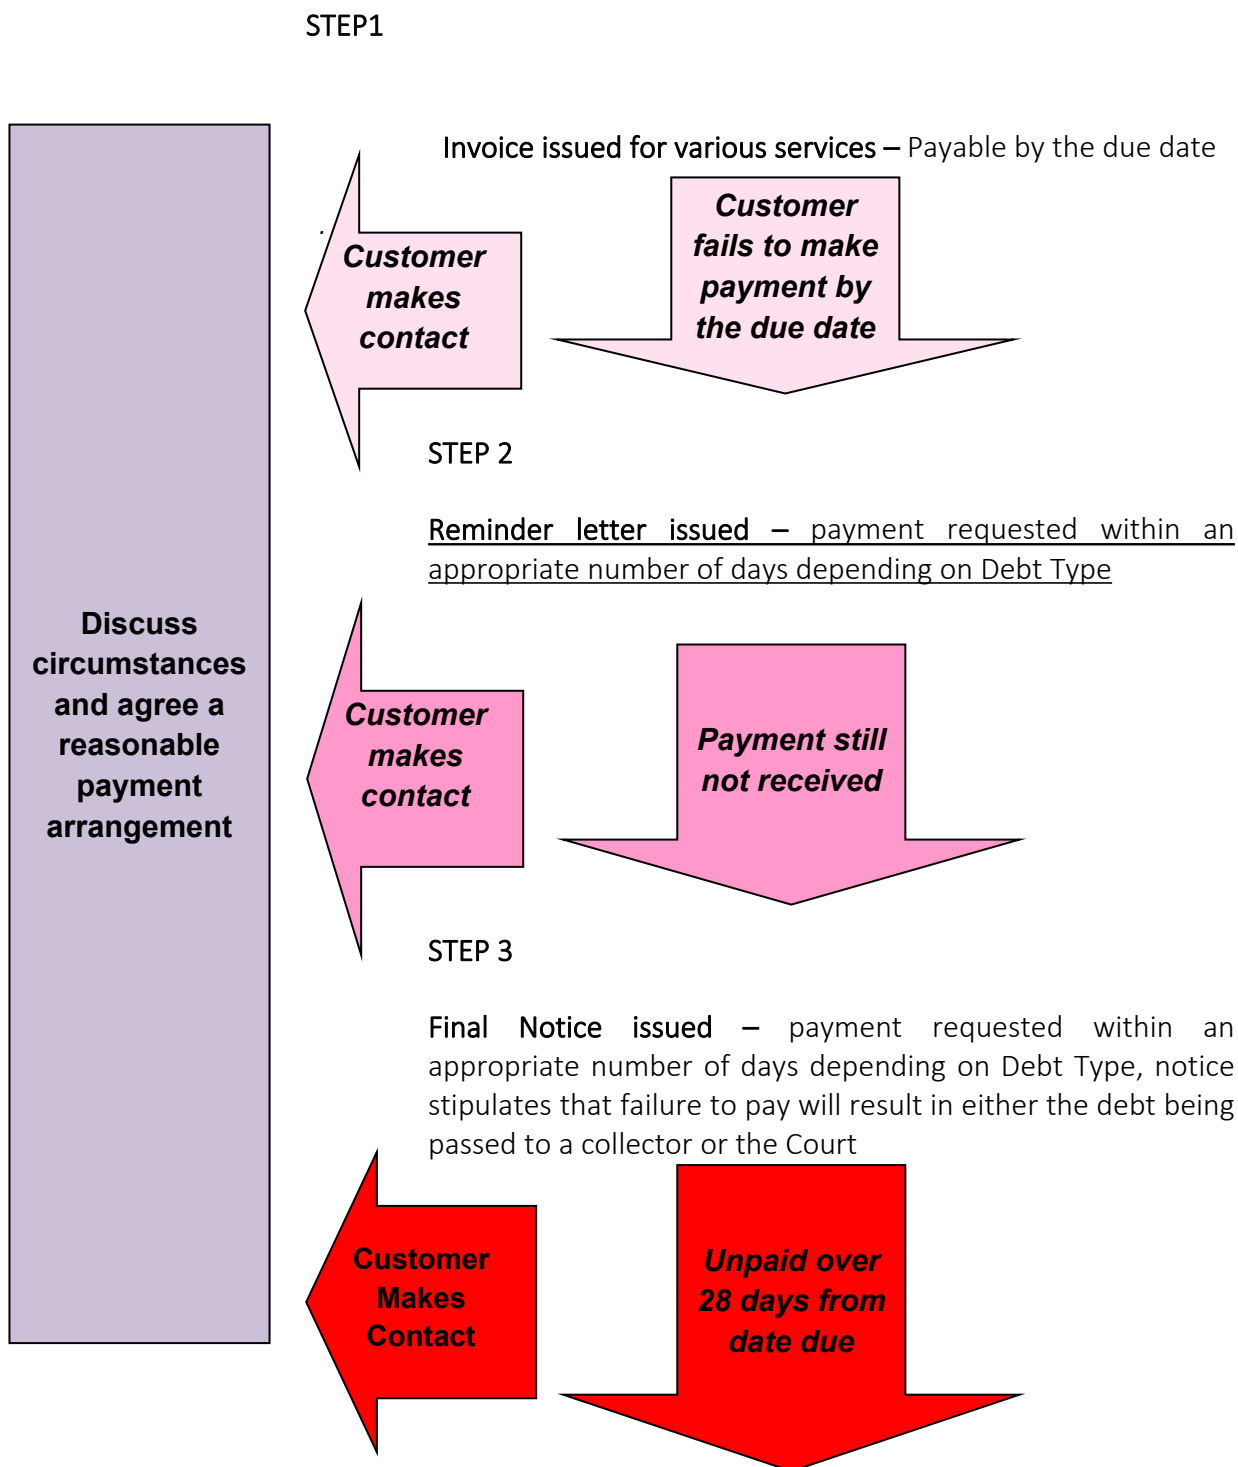 STEP1
Invoice issued for various services – Payable by the due date
.
Customer
makes
contact
Customer
fails to make
payment by
the due date
STEP 2
Reminder letter issued – payment requested within an
appropriate number of days depending on Debt Type
Discuss
circumstances
and agree a
reasonable
payment
arrangement
Customer
makes
contact
Payment still
not received
STEP 3
Final Notice issued – payment requested within an
appropriate number of days depending on Debt Type, notice
stipulates that failure to pay will result in either the debt being
passed to a collector or the Court
Customer
Makes
Contact
Unpaid over
28 days from
date due